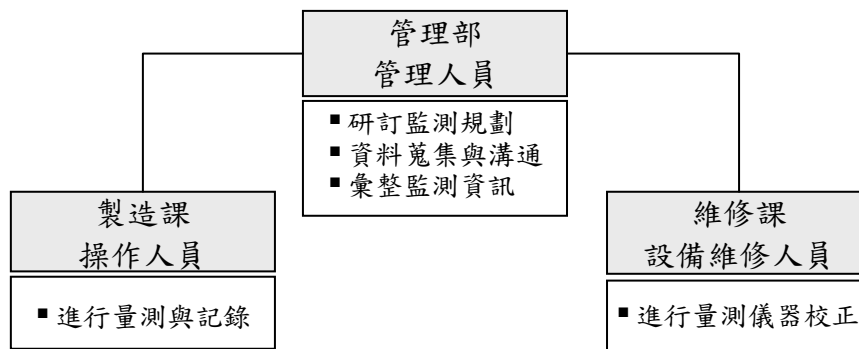 管理部
管理人員
▪ 研訂監測規劃
▪ 資料蒐集與溝通
▪ 彙整監測資訊
製造課
操作人員
▪ 進行量測與記錄
維修課
設備維修人員
▪ 進行量測儀器校正